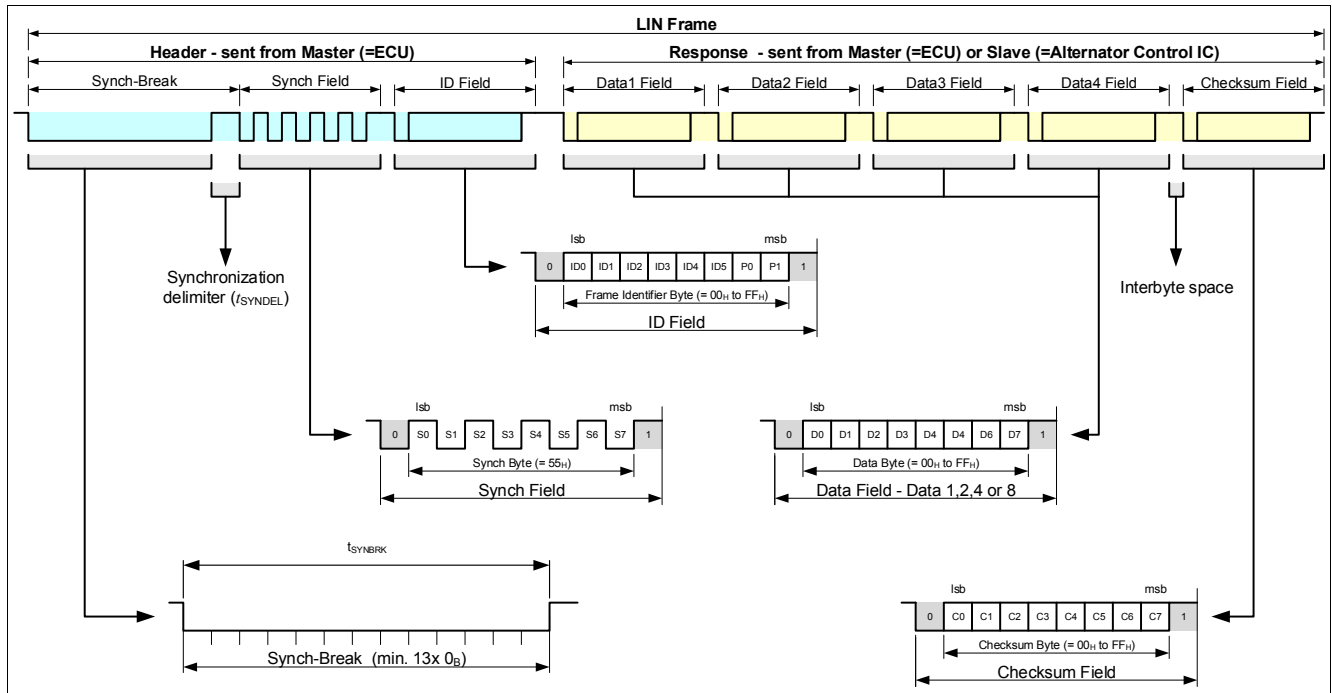 LIN Frame
Header - sent from Master (=ECU)
Response - sent from Master (=ECU) or Slave (=Alternator Control IC)
Synch-Break
Synch Field
ID Field
Data1 Field
Data2 Field
Data3 Field
Data4 Field
Checksum Field
Synchronization
delimiter (tSYNDEL)
lsb
msb
0 ID0 ID1 ID2 ID3 ID4 ID5 P0 P1 1
Frame Identifier Byte (= 00H to FFH)
ID Field
Interbyte space
lsb
msb
0 S0 S1 S2 S3 S4 S5 S6 S7 1
Synch Byte (= 55H)
Synch Field
lsb
msb
0 D0 D1 D2 D3 D4 D4 D6 D7 1
Data Byte (= 00H to FFH)
Data Field - Data 1,2,4 or 8
tSYNBRK
Synch-Break (min. 13x 0B)
lsb
msb
0 C0 C1 C2 C3 C4 C5 C6 C7 1
Checksum Byte (= 00H to FFH)
Checksum Field